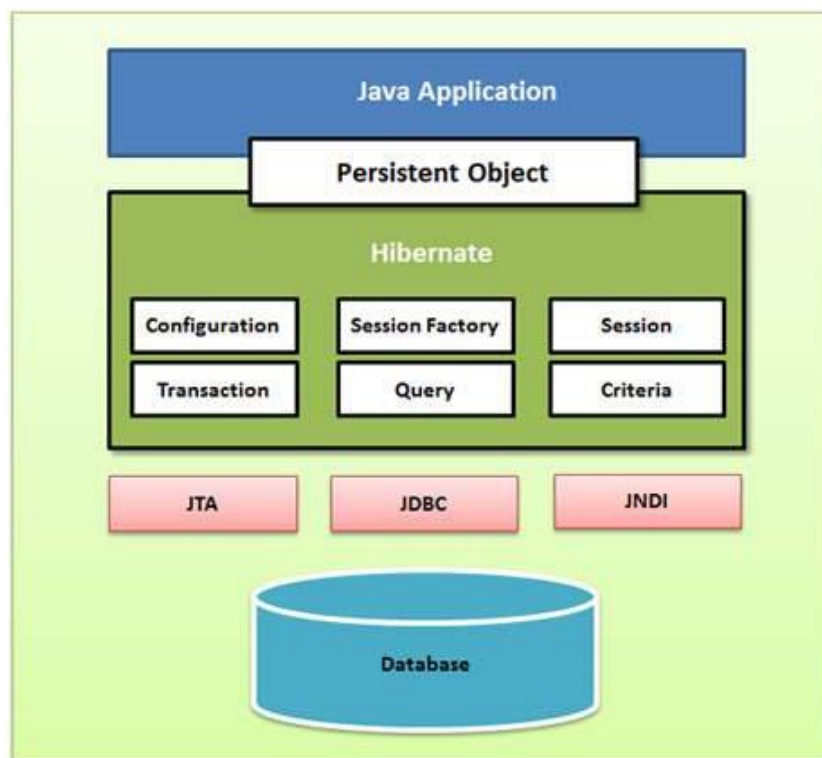 Java Application
Persistent Object
Hibernate
Configuration
Session Factory
Session
Transaction
Query
Criteria
JTA
JDBC
JNDI
Database